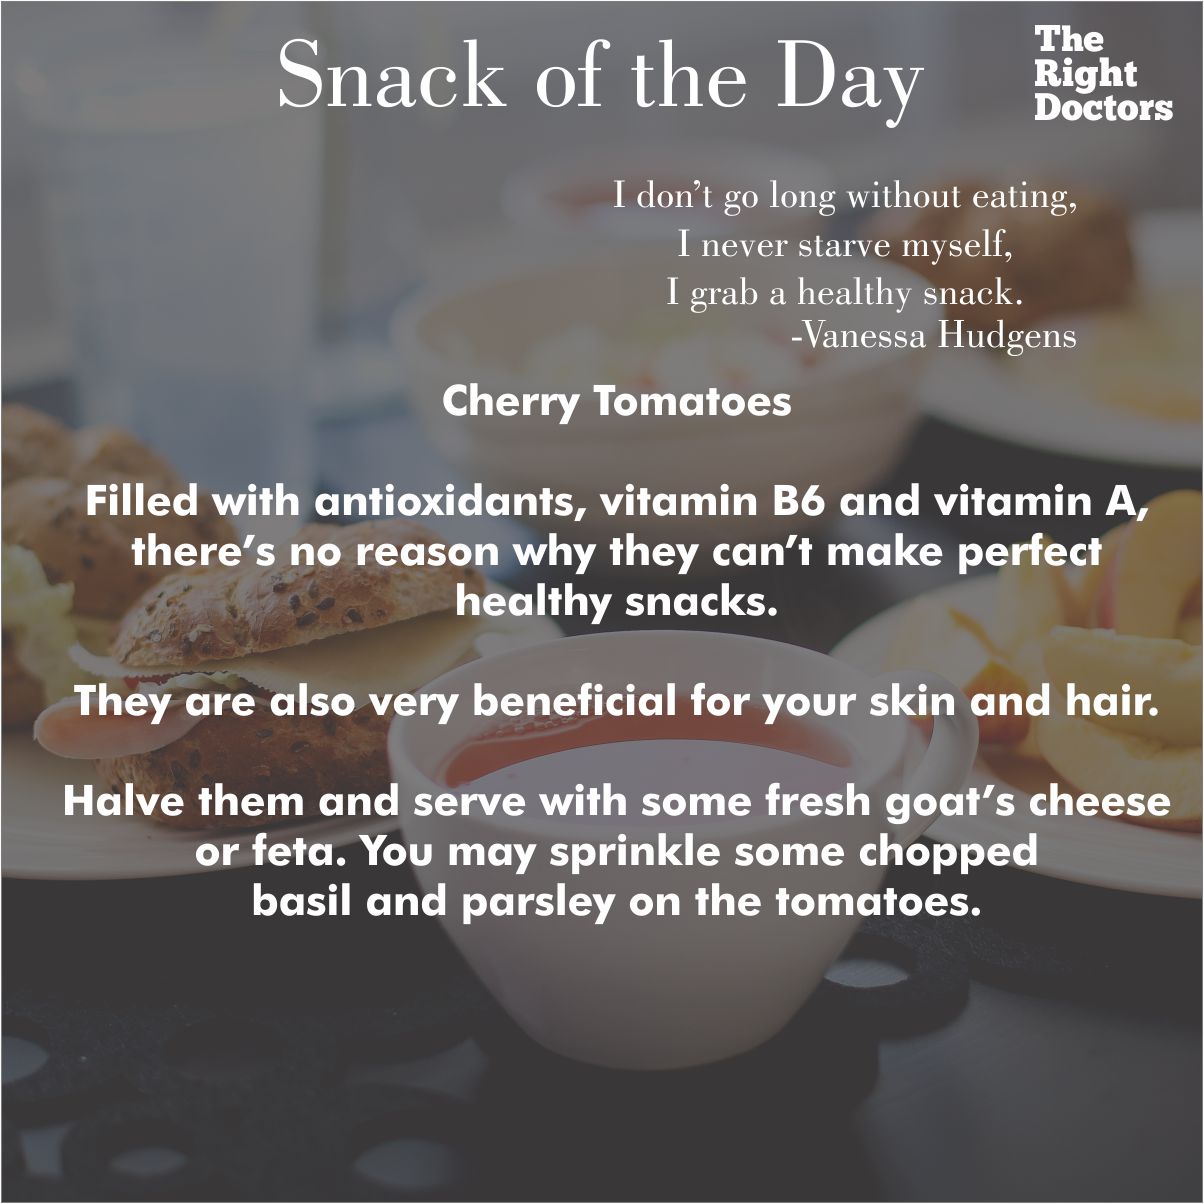 Snack of the Day
The
Right
Doctors
I don't go long without eating,
I never starve myself,
I grab a healthy snack.
-Vanessa Hudgens
Cherry Tomatoes
Filled with antioxidants, vitamin B6 and vitamin A,
there's no reason why they can't make perfect
healthy snacks.
They are also very beneficial for your skin and hair.
Halve them and serve with some fresh goat's cheese
or feta. You may sprinkle some chopped
basil and parsley on the tomatoes.